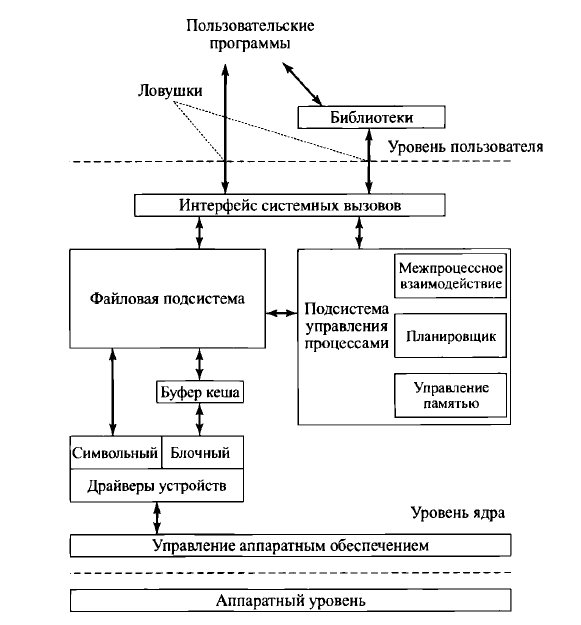 Пользовательские
программы
Ловушки
Библиотеки
Уровень пользователя
Интерфейс системных вызовов
Файловая подсистема
Подсистема
управления
процессами
Межпроцессное
взаимодействие
Планировщик
Управление
памятью
Буфер кеша
Символьный
Блочный
Драйверы устройств
Уровень ядра
Управление аппаратным обеспечением
Аппаратный уровень